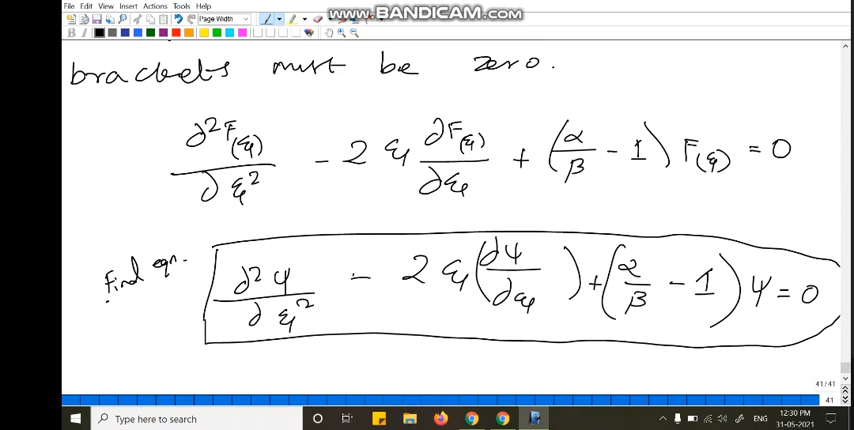 www.BANDICAM.com
File Edit View Insert Actions Tools Help
Page Width
B I
brackets must be zero.
∂²F(ξ)/∂ξ² − 2ξ ∂F(ξ)/∂ξ + (α/β − 1) F(ξ) = 0
Final eqn. ∂²ψ/∂ξ² − 2ξ (∂ψ/∂ξ) + (α/β − 1) ψ = 0
41/41
41
Type here to search
ENG
12:30 PM
31-05-2021